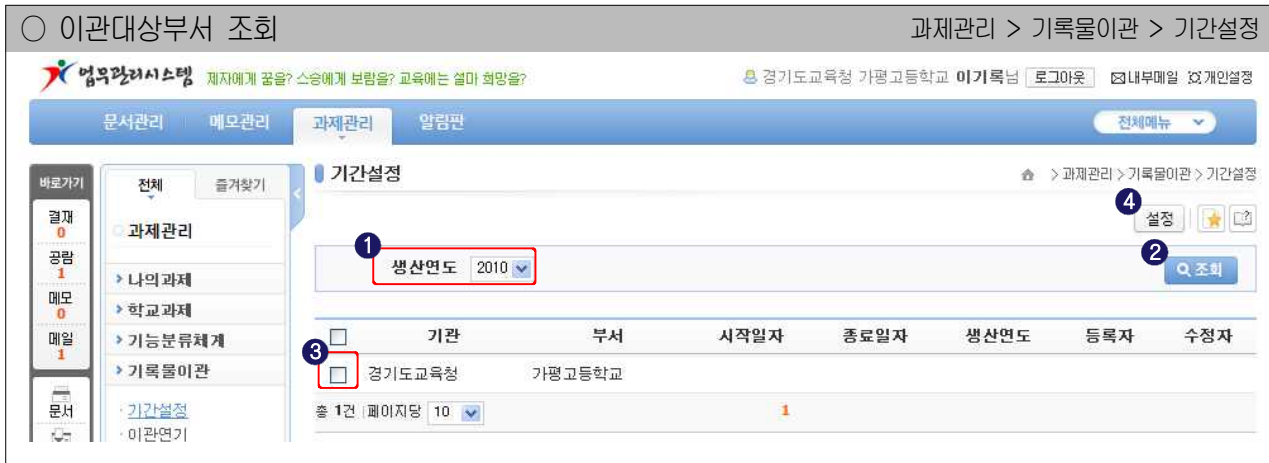 ○ 이관대상부서 조회 과제관리 > 기록물이관 > 기간설정
업무관리시스템 제자에게 꿈을? 스승에게 보람을? 교육에는 설마 희망을? 경기도교육청 가평고등학교 이기록님 로그아웃 내부메일 개인설정
문서관리 메모관리 과제관리 알림판 전체메뉴
바로가기 전체 즐겨찾기 기간설정 > 과제관리 > 기록물이관 > 기간설정
결재
0
공람
1
메모
0
메일
1
문서
과제관리
나의과제
학교과제
기능분류체계
기록물이관
기간설정
이관연기
4 설정
1 생산연도 2010 2 조회
기관 부서 시작일자 종료일자 생산연도 등록자 수정자
3 경기도교육청 가평고등학교
총 1건 페이지당 10 1